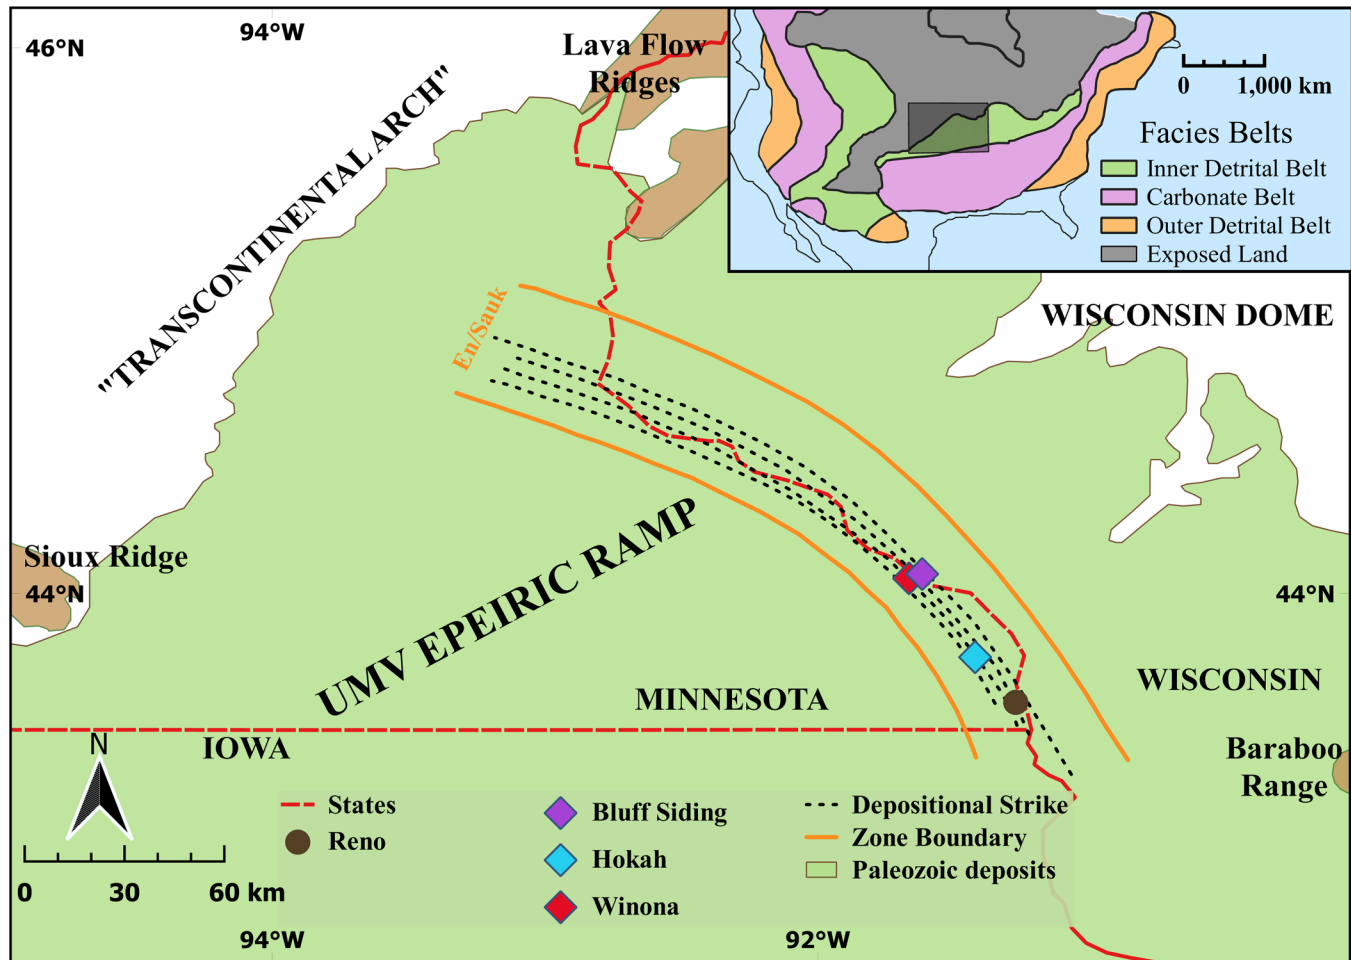 94°W
46°N
Lava Flow
Ridges
"TRANSCONTINENTAL ARCH"
0 1,000 km
Facies Belts
Inner Detrital Belt
Carbonate Belt
Outer Detrital Belt
Exposed Land
WISCONSIN DOME
En/Sauk
Sioux Ridge
44°N
44°N
UMV EPEIRIC RAMP
MINNESOTA
WISCONSIN
IOWA
N
Baraboo
Range
0 30 60 km
States
Reno
Bluff Siding
Hokah
Winona
Depositional Strike
Zone Boundary
Paleozoic deposits
94°W
92°W